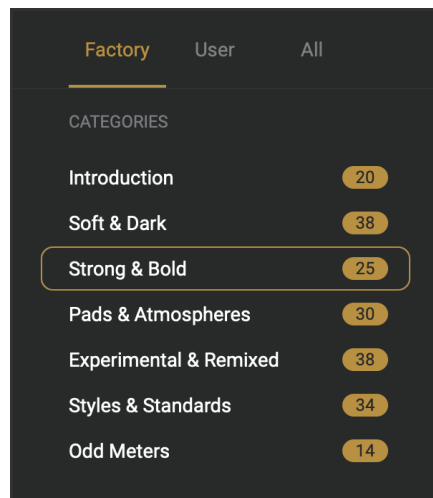 Factory User All
CATEGORIES
Introduction 20
Soft & Dark 38
Strong & Bold 25
Pads & Atmospheres 30
Experimental & Remixed 38
Styles & Standards 34
Odd Meters 14